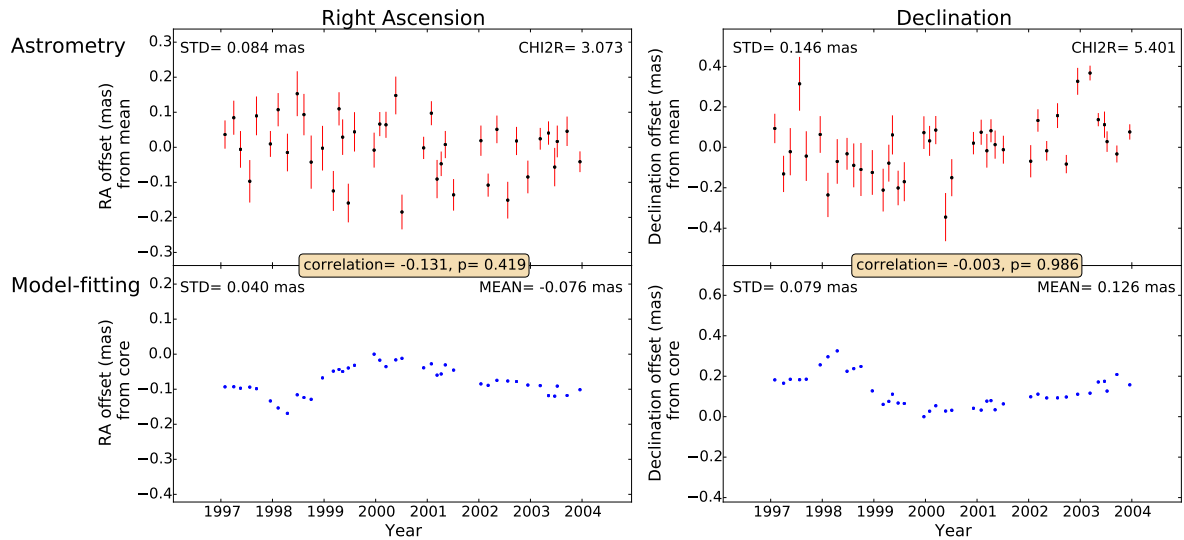 Right Ascension
Declination
Astrometry
STD= 0.084 mas
CHI2R= 3.073
STD= 0.146 mas
CHI2R= 5.401
RA offset (mas)
from mean
0.3
0.2
0.1
0.0
−0.1
−0.2
−0.3
Declination offset (mas)
from mean
0.4
0.2
0.0
−0.2
−0.4
correlation= -0.131, p= 0.419
correlation= -0.003, p= 0.986
Model-fitting
STD= 0.040 mas
MEAN= -0.076 mas
STD= 0.079 mas
MEAN= 0.126 mas
RA offset (mas)
from core
0.2
0.1
0.0
−0.1
−0.2
−0.3
−0.4
Declination offset (mas)
from core
0.6
0.4
0.2
0.0
−0.2
−0.4
1997 1998 1999 2000 2001 2002 2003 2004
Year
1997 1998 1999 2000 2001 2002 2003 2004
Year